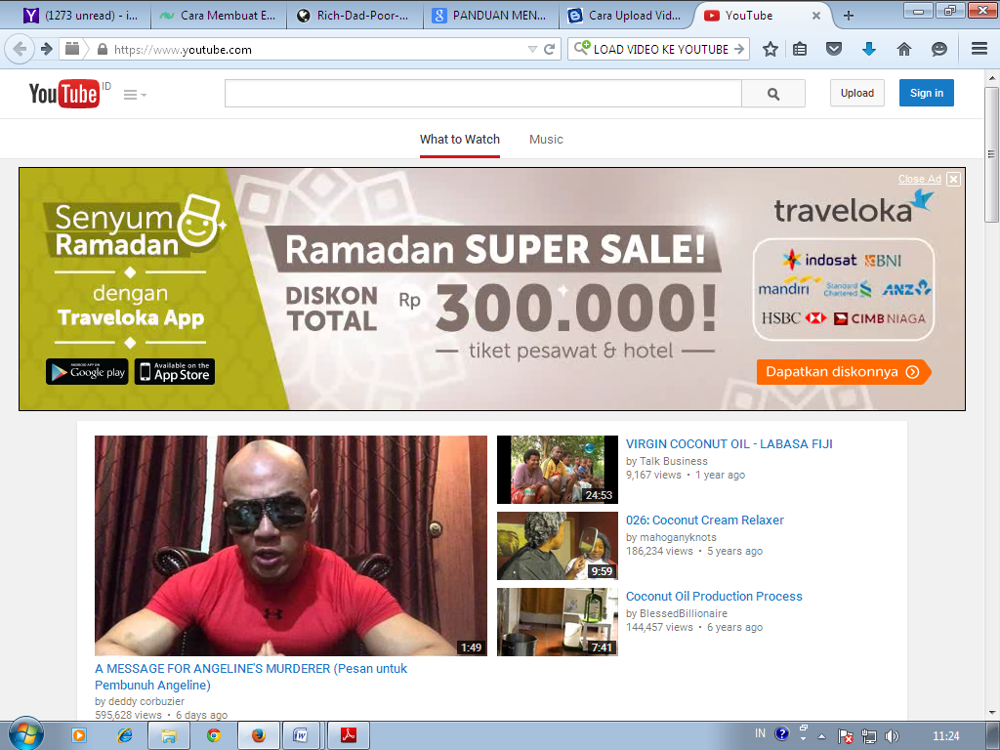 (1273 unread) - i...
Cara Membuat E...
Rich-Dad-Poor-...
PANDUAN MEN...
Cara Upload Vid...
YouTube
https://www.youtube.com
LOAD VIDEO KE YOUTUBE
YouTube ID
Upload
Sign in
What to Watch
Music
Close Ad
Senyum
Ramadan
dengan
Traveloka App
ANDROID APP ON
Google play
Available on the
App Store
Ramadan SUPER SALE!
DISKON
TOTAL
Rp 300.000!
tiket pesawat & hotel
traveloka
indosat BNI
mandiri Standard Chartered ANZ
HSBC CIMB NIAGA
Dapatkan diskonnya
1:49
A MESSAGE FOR ANGELINE'S MURDERER (Pesan untuk
Pembunuh Angeline)
by deddy corbuzier
595,628 views • 6 days ago
24:53
VIRGIN COCONUT OIL - LABASA FIJI
by Talk Business
9,167 views • 1 year ago
9:59
026: Coconut Cream Relaxer
by mahoganyknots
186,234 views • 5 years ago
7:41
Coconut Oil Production Process
by BlessedBillionaire
144,457 views • 6 years ago
IN
11:24